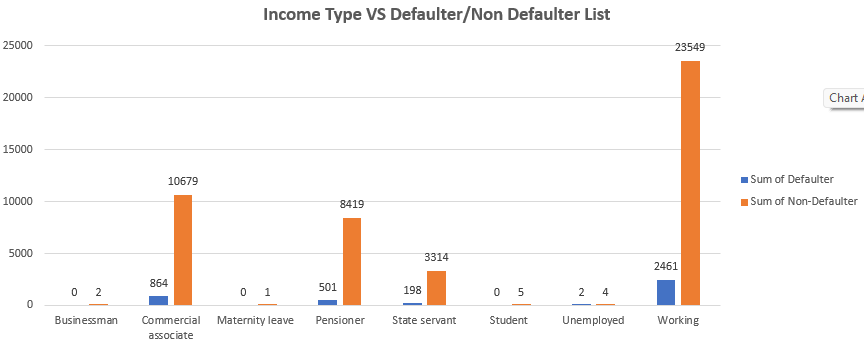 Income Type VS Defaulter/Non Defaulter List
25000
20000
15000
10000
5000
0
0 2
864 10679
0 1
501 8419
198 3314
0 5
2 4
2461 23549
Businessman
Commercial
associate
Maternity leave
Pensioner
State servant
Student
Unemployed
Working
Sum of Defaulter
Sum of Non-Defaulter
Chart A